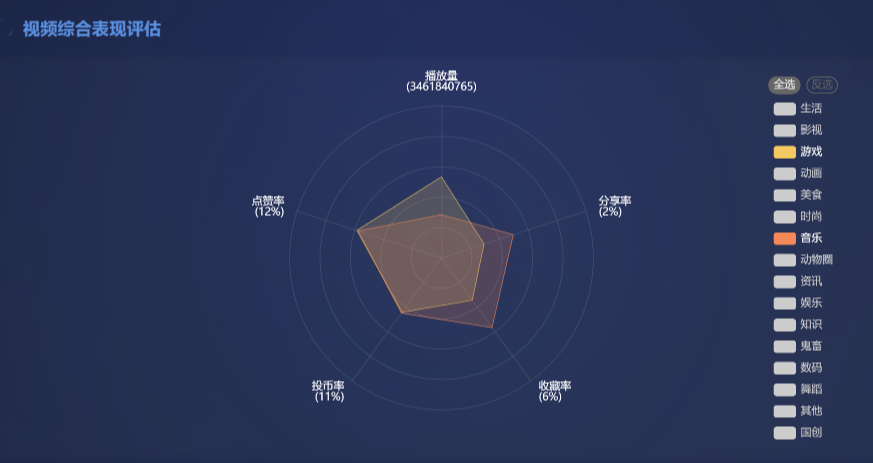 视频综合表现评估
播放量
(3461840765)
点赞率
(12%)
分享率
(2%)
投币率
(11%)
收藏率
(6%)
全选 反选
生活
影视
游戏
动画
美食
时尚
音乐
动物圈
资讯
娱乐
知识
鬼畜
数码
舞蹈
其他
国创